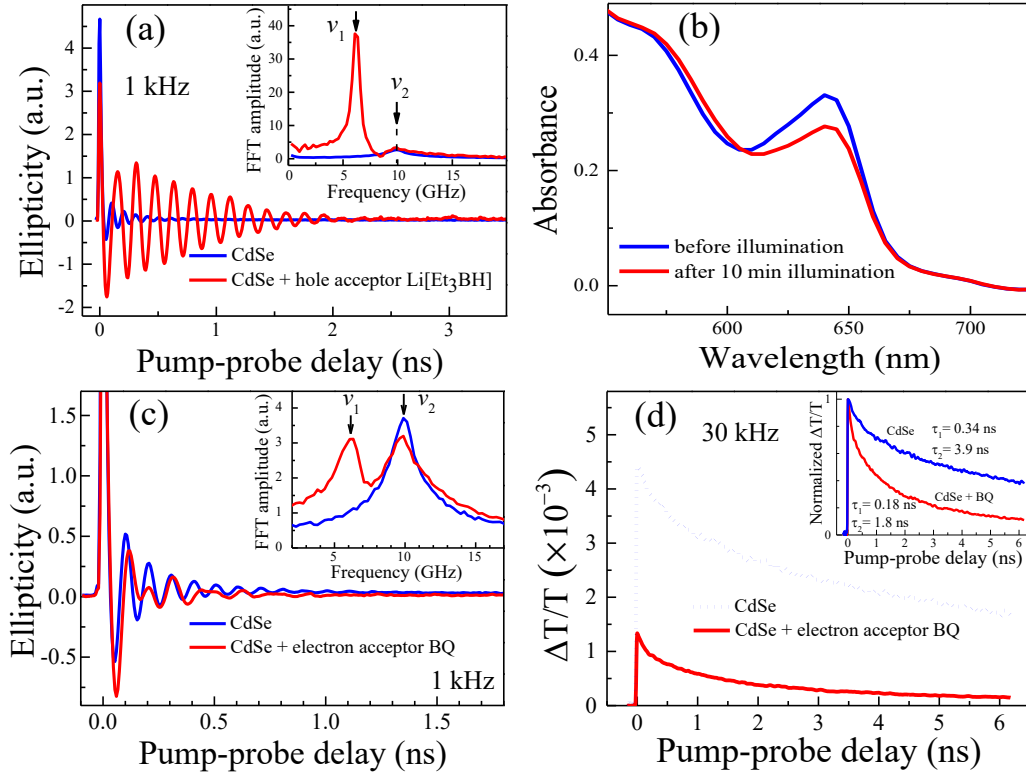 (a)
1 kHz
Ellipticity (a.u.)
4
3
2
1
0
-1
-2
0
1
2
3
Pump-probe delay (ns)
CdSe
CdSe + hole acceptor Li[Et₃BH]
FFT amplitude (a.u.)
40
30
20
10
0
0
5
10
15
20
Frequency (GHz)
ν₁
ν₂
(b)
Absorbance
0.4
0.2
0.0
600
650
700
Wavelength (nm)
before illumination
after 10 min illumination
(c)
Ellipticity (a.u.)
1.5
1.0
0.5
0.0
-0.5
0.0
0.5
1.0
1.5
Pump-probe delay (ns)
CdSe
CdSe + electron acceptor BQ
1 kHz
FFT amplitude (a.u.)
4
3
2
1
0
5
10
15
Frequency (GHz)
ν₁
ν₂
(d)
30 kHz
ΔT/T (×10⁻³)
5
4
3
2
1
0
0
1
2
3
4
5
6
Pump-probe delay (ns)
CdSe
CdSe + electron acceptor BQ
Normalized ΔT/T
1
0
CdSe
τ₁= 0.34 ns
τ₂= 3.9 ns
CdSe + BQ
τ₁= 0.18 ns
τ₂= 1.8 ns
0
1
2
3
4
5
6
Pump-probe delay (ns)